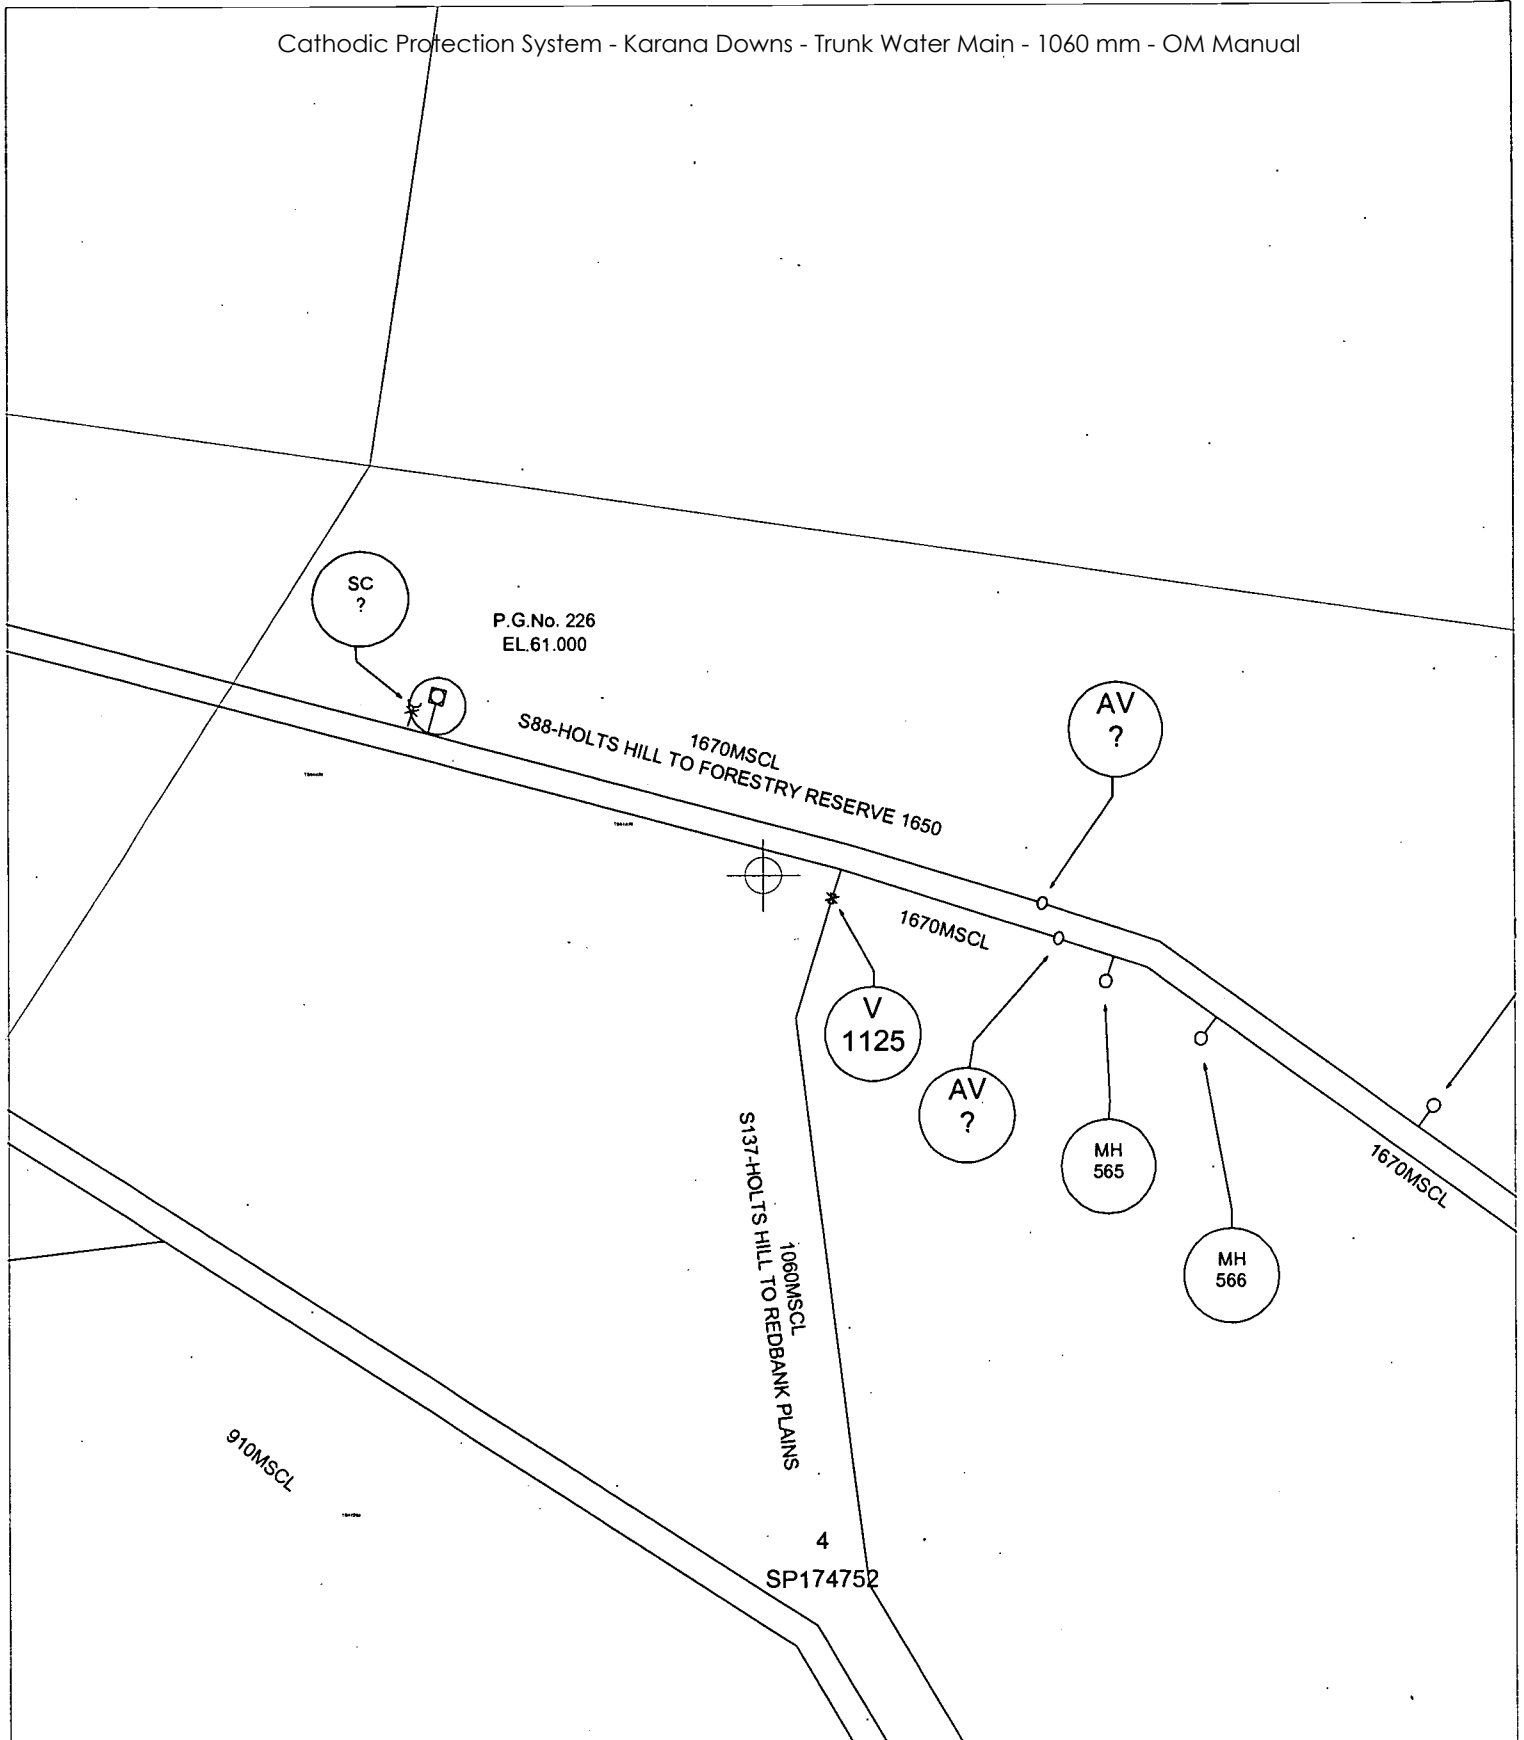 Cathodic Protection System - Karana Downs - Trunk Water Main - 1060 mm - OM Manual
SC
?
P.G.No. 226
EL.61.000
1670MSCL
S88-HOLTS HILL TO FORESTRY RESERVE 1650
AV
?
1670MSCL
V
1125
AV
?
MH
565
MH
566
1670MSCL
1060MSCL
S137-HOLTS HILL TO REDBANK PLAINS
910MSCL
4
SP174752